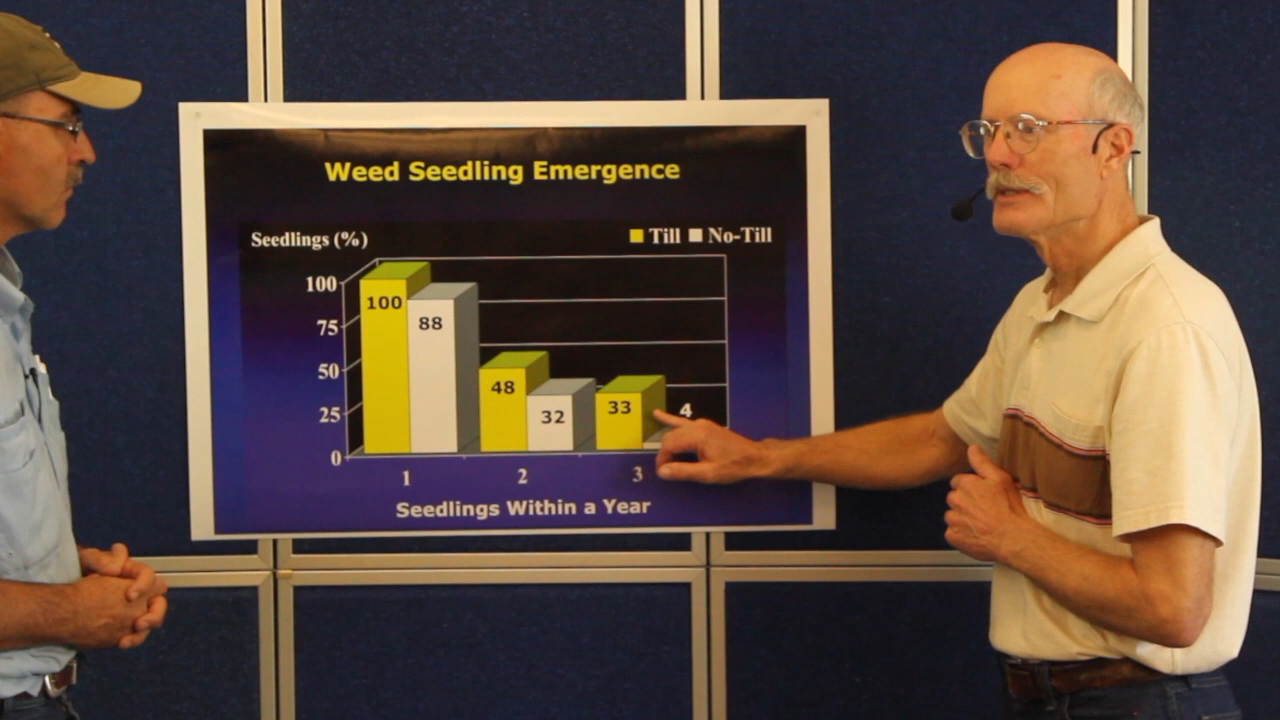 Weed Seedling Emergence
Seedlings (%)
Till No-Till
100
75
50
25
0
100
88
48
32
33
4
1 2 3
Seedlings Within a Year